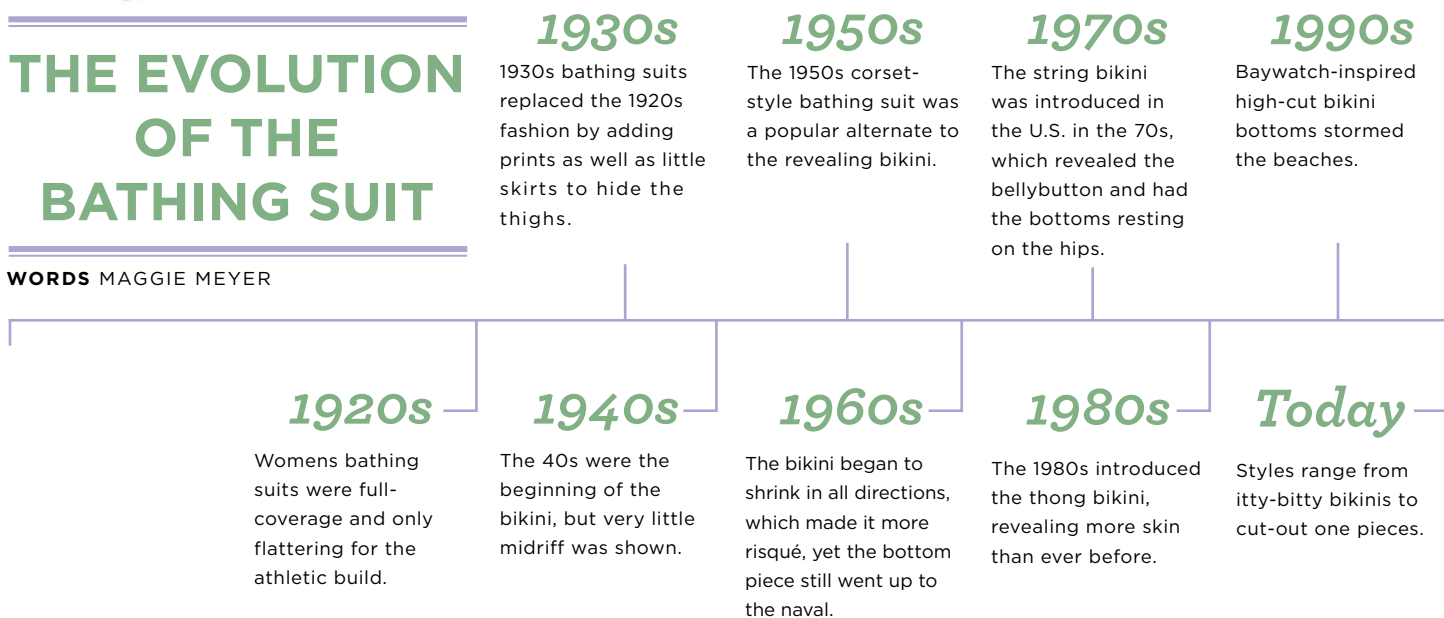 THE EVOLUTION
OF THE
BATHING SUIT
WORDS MAGGIE MEYER
1920s
Womens bathing
suits were full-
coverage and only
flattering for the
athletic build.
1930s
1930s bathing suits
replaced the 1920s
fashion by adding
prints as well as little
skirts to hide the
thighs.
1940s
The 40s were the
beginning of the
bikini, but very little
midriff was shown.
1950s
The 1950s corset-
style bathing suit was
a popular alternate to
the revealing bikini.
1960s
The bikini began to
shrink in all directions,
which made it more
risqué, yet the bottom
piece still went up to
the naval.
1970s
The string bikini
was introduced in
the U.S. in the 70s,
which revealed the
bellybutton and had
the bottoms resting
on the hips.
1980s
The 1980s introduced
the thong bikini,
revealing more skin
than ever before.
1990s
Baywatch-inspired
high-cut bikini
bottoms stormed
the beaches.
Today
Styles range from
itty-bitty bikinis to
cut-out one pieces.